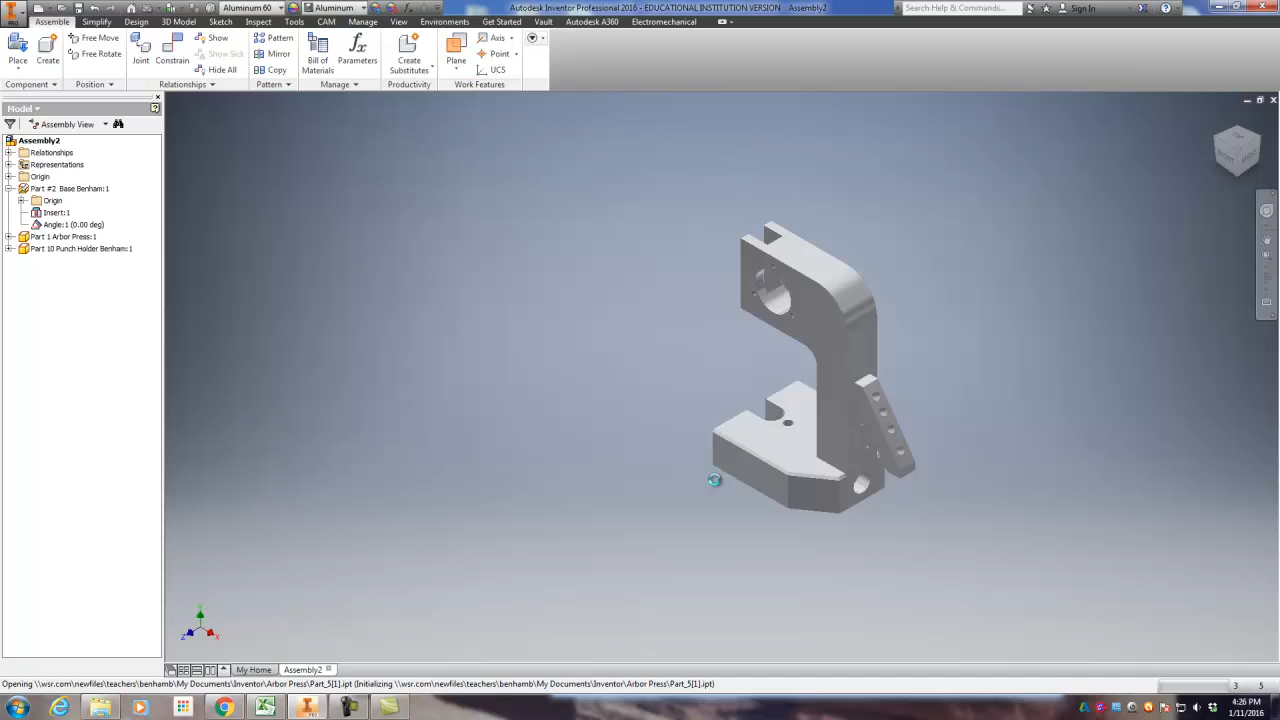 Aluminum 60
Aluminum
Autodesk Inventor Professional 2016 - EDUCATIONAL INSTITUTION VERSION    Assembly2
Search Help & Commands...
Sign In
PRO
Assemble
Simplify
Design
3D Model
Sketch
Inspect
Tools
CAM
Manage
View
Environments
Get Started
Vault
Autodesk A360
Electromechanical
Place
Create
Free Move
Free Rotate
Joint
Constrain
Show
Show Sick
Hide All
Pattern
Mirror
Copy
Bill of Materials
Parameters
Create Substitutes
Plane
Axis
Point
UCS
Component
Position
Relationships
Pattern
Manage
Productivity
Work Features
Model
Assembly View
Assembly2
Relationships
Representations
Origin
Part #2 Base Benham:1
Origin
Insert:1
Angle:1 (0.00 deg)
Part 1 Arbor Press:1
Part 10 Punch Holder Benham:1
Z
X
My Home
Assembly2
Opening \\wsr.com\newfiles\teachers\benhamb\My Documents\Inventor\Arbor Press\Part_5[1].ipt (Initializing \\wsr.com\newfiles\teachers\benhamb\My Documents\Inventor\Arbor Press\Part_5[1].ipt)
3
5
4:26 PM
1/11/2016